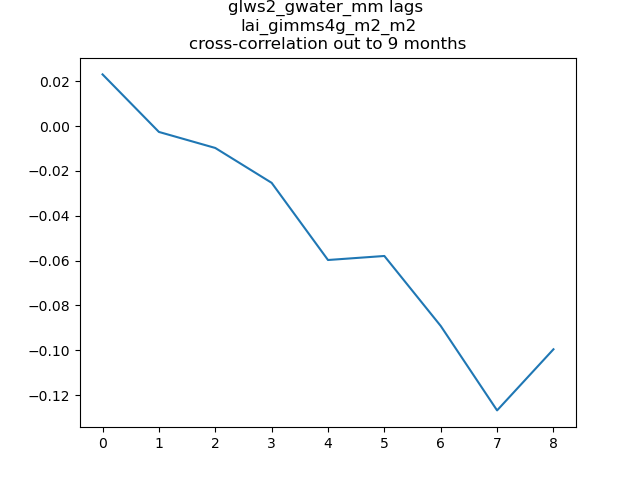 glws2_gwater_mm lags
lai_gimms4g_m2_m2
cross-correlation out to 9 months
0.02
0.00
−0.02
−0.04
−0.06
−0.08
−0.10
−0.12
0 1 2 3 4 5 6 7 8